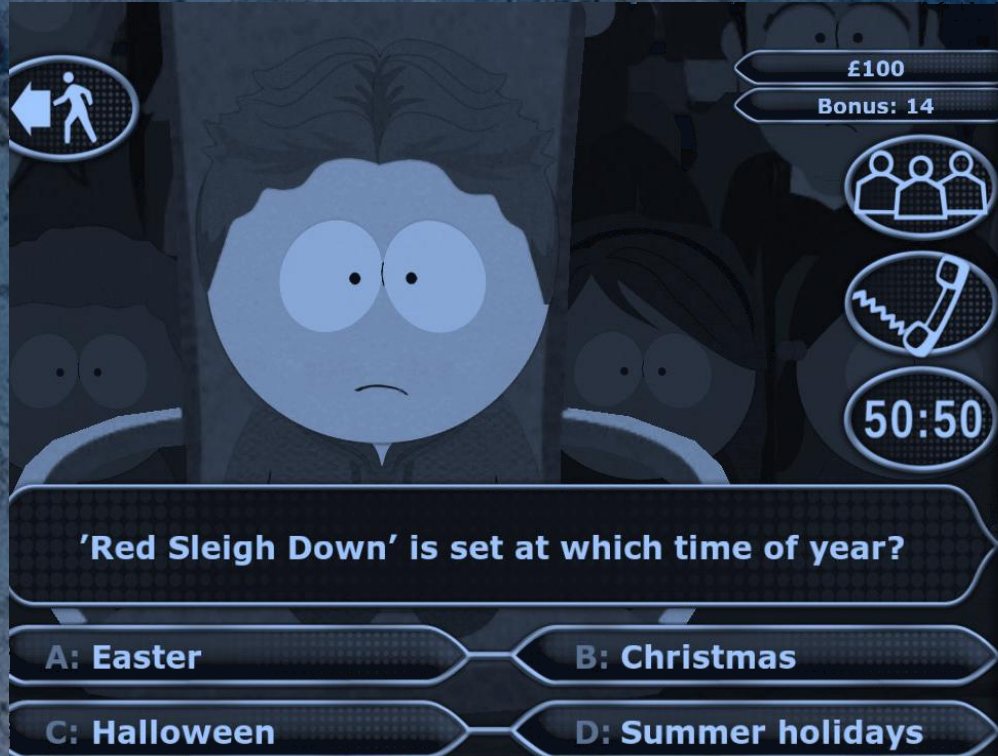 £100
Bonus: 14
50:50
'Red Sleigh Down' is set at which time of year?
A: Easter
B: Christmas
C: Halloween
D: Summer holidays